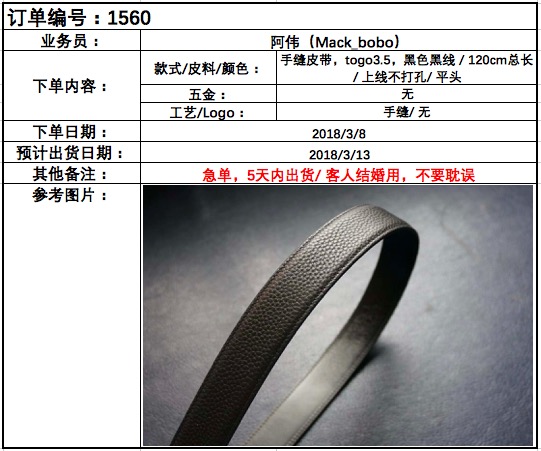 订单编号：1560
业务员：
阿伟（Mack_bobo）
下单内容：
款式/皮料/颜色：
手缝皮带，togo3.5，黑色黑线 / 120cm总长
/ 上线不打孔/ 平头
五金：
无
工艺/Logo：
手缝/ 无
下单日期：
2018/3/8
预计出货日期：
2018/3/13
其他备注：
急单，5天内出货/ 客人结婚用，不要耽误
参考图片：